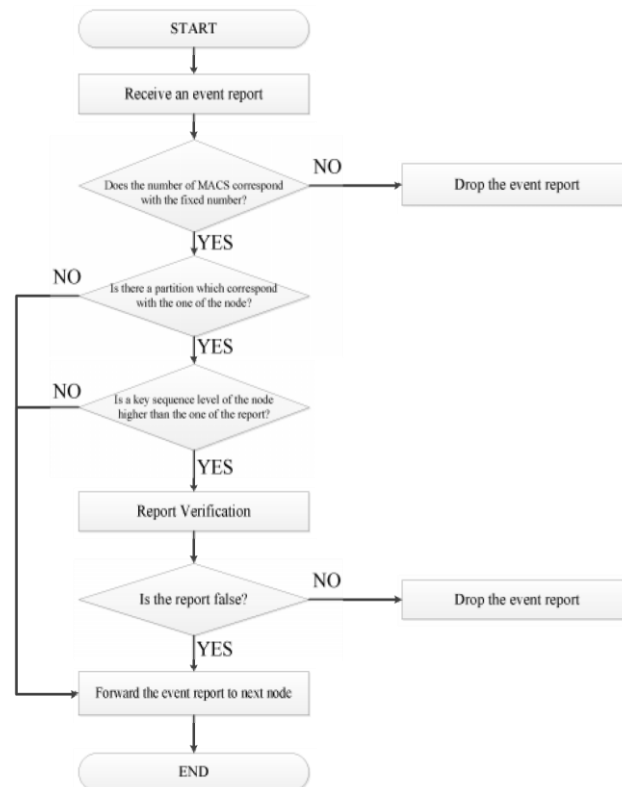 START
Receive an event report
Does the number of MACS correspond
with the fixed number?
NO
Drop the event report
YES
NO
Is there a partition which correspond
with the one of the node?
YES
NO
Is a key sequence level of the node
higher than the one of the report?
YES
Report Verification
Is the report false?
NO
Drop the event report
YES
Forward the event report to next node
END